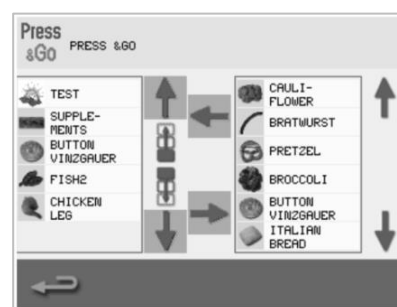 Press
&Go
PRESS &GO
TEST
SUPPLE-
MENTS
BUTTON
VINZGAUER
FISH2
CHICKEN
LEG
CAULI-
FLOWER
BRATWURST
PRETZEL
BROCCOLI
BUTTON
VINZGAUER
ITALIAN
BREAD